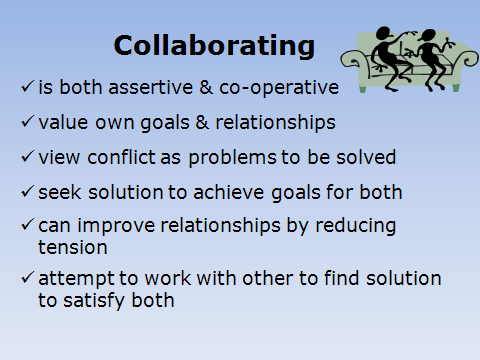 Collaborating
✓ is both assertive & co-operative
✓ value own goals & relationships
✓ view conflict as problems to be solved
✓ seek solution to achieve goals for both
✓ can improve relationships by reducing
tension
✓ attempt to work with other to find solution
to satisfy both